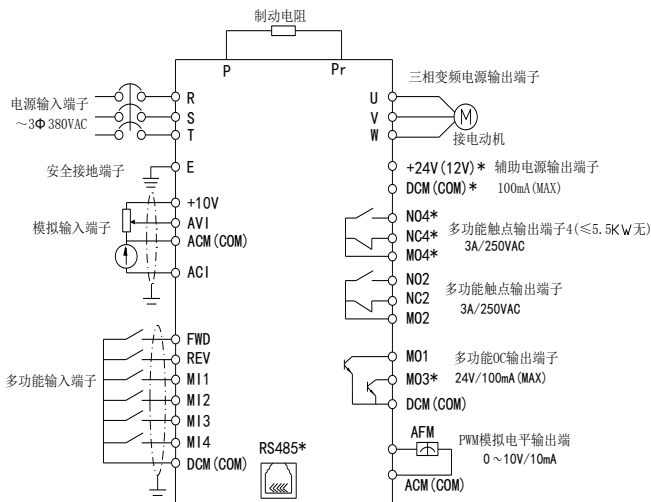 制动电阻
P
Pr
电源输入端子
～3Φ380VAC
R
S
T
安全接地端子
E
模拟输入端子
+10V
AVI
ACM(COM)
ACI
多功能输入端子
FWD
REV
MI1
MI2
MI3
MI4
DCM(COM)
RS485*
三相变频电源输出端子
U
V
W
M
接电动机
+24V(12V)* 辅助电源输出端子
DCM(COM)* 100mA(MAX)
NO4*
NC4*
MO4*
多功能触点输出端子4(≤5.5KW无)
3A/250VAC
NO2
NC2
MO2
多功能触点输出端子
3A/250VAC
MO1
MO3*
DCM(COM)
多功能OC输出端子
24V/100mA(MAX)
AFM
PWM模拟电平输出端
0～10V/10mA
ACM(COM)